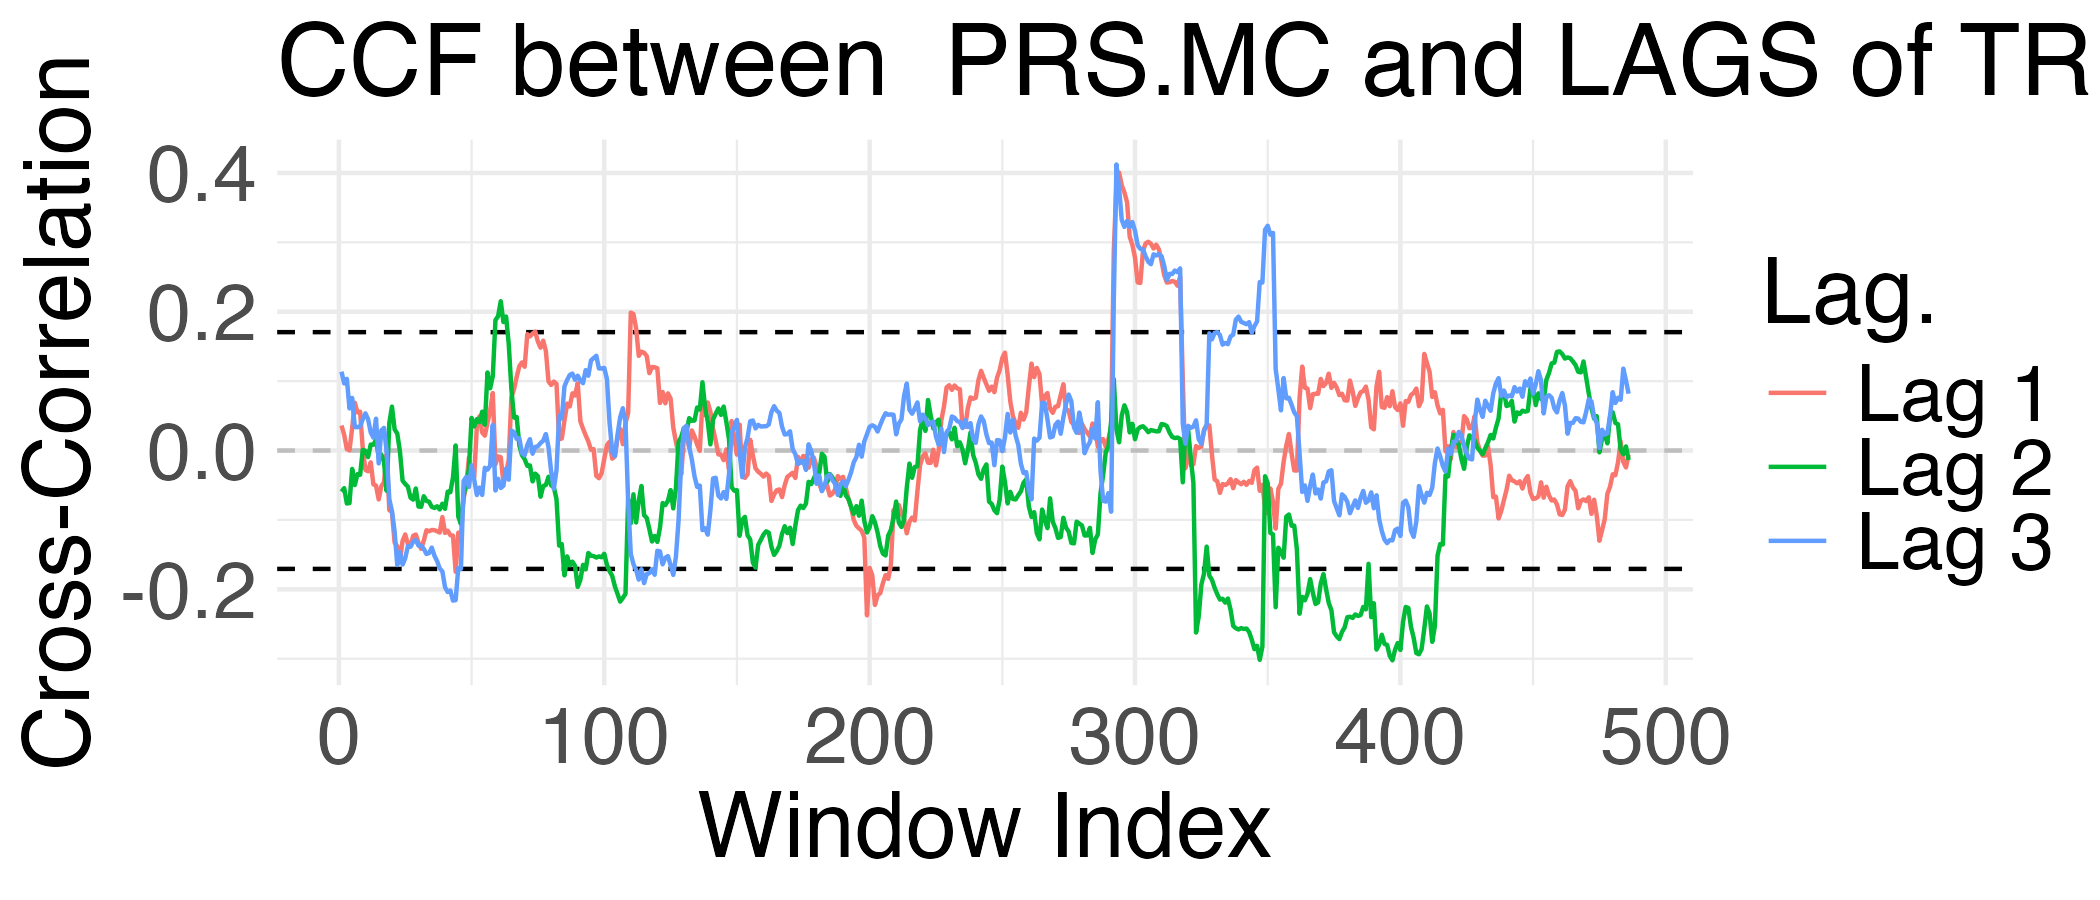 CCF between  PRS.MC and LAGS of TR
Cross-Correlation
0.4
0.2
0.0
-0.2
0
100
200
300
400
500
Window Index
Lag.
Lag 1
Lag 2
Lag 3